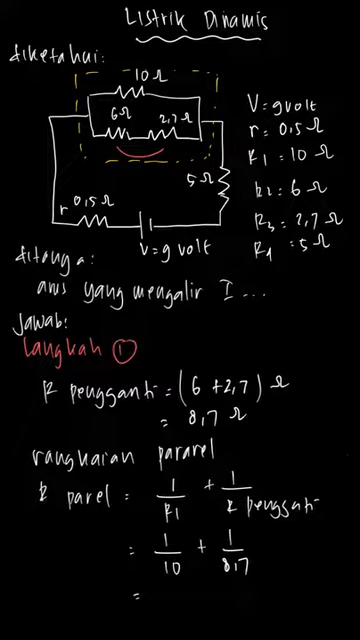 Listrik Dinamis
diketahui:
10 Ω
6Ω 2,7 Ω
5Ω
r 0,5 Ω
V = 9 volt
V = 9 volt
r = 0,5 Ω
R1 = 10 Ω
R2 = 6 Ω
R3 = 2,7 Ω
R4 = 5 Ω
ditanya:
arus yang mengalir I ...
Jawab:
langkah 1
R pengganti = (6 + 2,7) Ω
= 8,7 Ω
rangkaian pararel
R parel = 1/R1 + 1/R pengganti
= 1/10 + 1/8,7
=